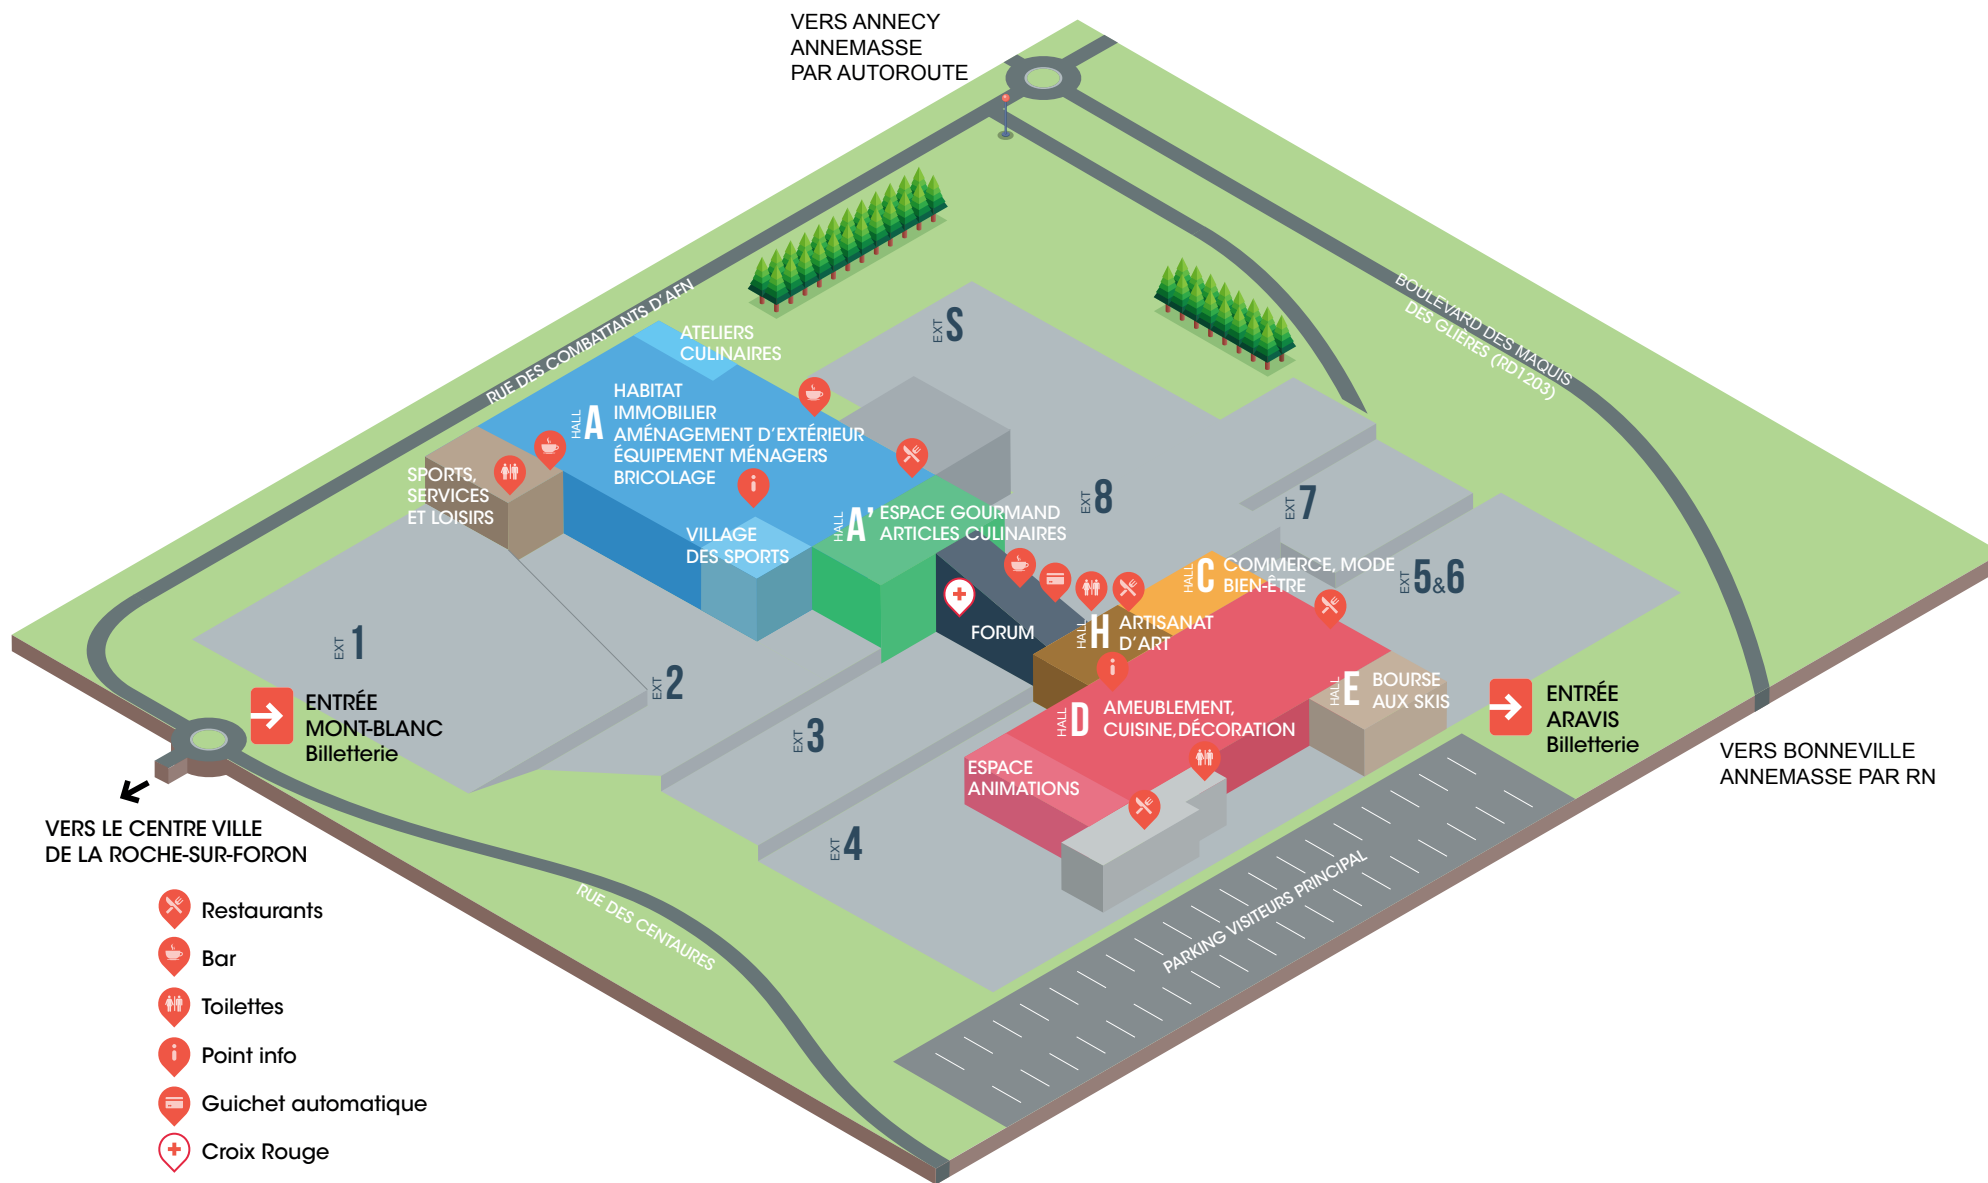 VERS ANNECY
ANNEMASSE
PAR AUTOROUTE
RUE DES COMBATTANTS D'AFN
BOULEVARD DES MAQUIS
DES GLIÈRES (RD1203)
EXT S
ATELIERS
CULINAIRES
HALL A
HABITAT
IMMOBILIER
AMÉNAGEMENT D'EXTÉRIEUR
ÉQUIPEMENT MÉNAGERS
BRICOLAGE
SPORTS,
SERVICES
ET LOISIRS
VILLAGE
DES SPORTS
HALL A'
ESPACE GOURMAND
ARTICLES CULINAIRES
EXT 8
EXT 7
EXT 5&6
HALL C
COMMERCE, MODE
BIEN-ÊTRE
FORUM
HALL H
ARTISANAT
D'ART
EXT 1
EXT 2
EXT 3
EXT 4
HALL E
BOURSE
AUX SKIS
HALL D
AMEUBLEMENT,
CUISINE, DÉCORATION
ESPACE
ANIMATIONS
ENTRÉE
MONT-BLANC
Billetterie
ENTRÉE
ARAVIS
Billetterie
VERS BONNEVILLE
ANNEMASSE PAR RN
VERS LE CENTRE VILLE
DE LA ROCHE-SUR-FORON
RUE DES CENTAURES
PARKING VISITEURS PRINCIPAL
Restaurants
Bar
Toilettes
Point info
Guichet automatique
Croix Rouge